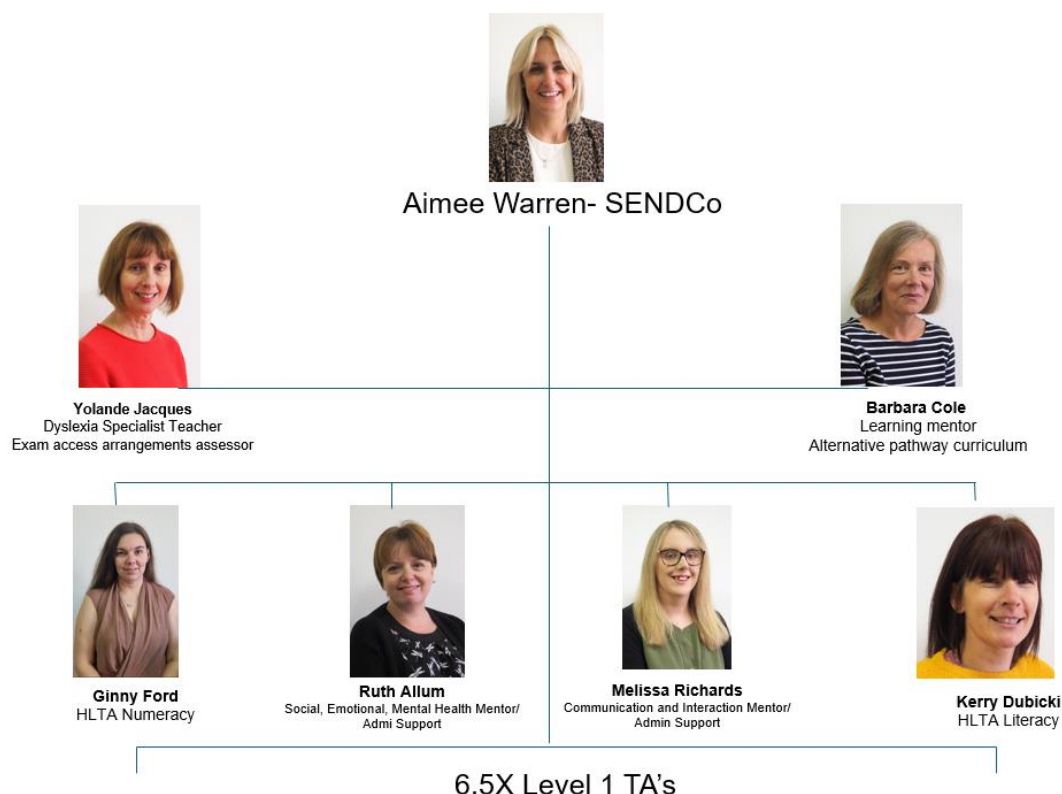 Aimee Warren- SENDCo
Yolande Jacques
Dyslexia Specialist Teacher
Exam access arrangements assessor
Barbara Cole
Learning mentor
Alternative pathway curriculum
Ginny Ford
HLTA Numeracy
Ruth Allum
Social, Emotional, Mental Health Mentor/
Admi Support
Melissa Richards
Communication and Interaction Mentor/
Admin Support
Kerry Dubicki
HLTA Literacy
6.5X Level 1 TA's